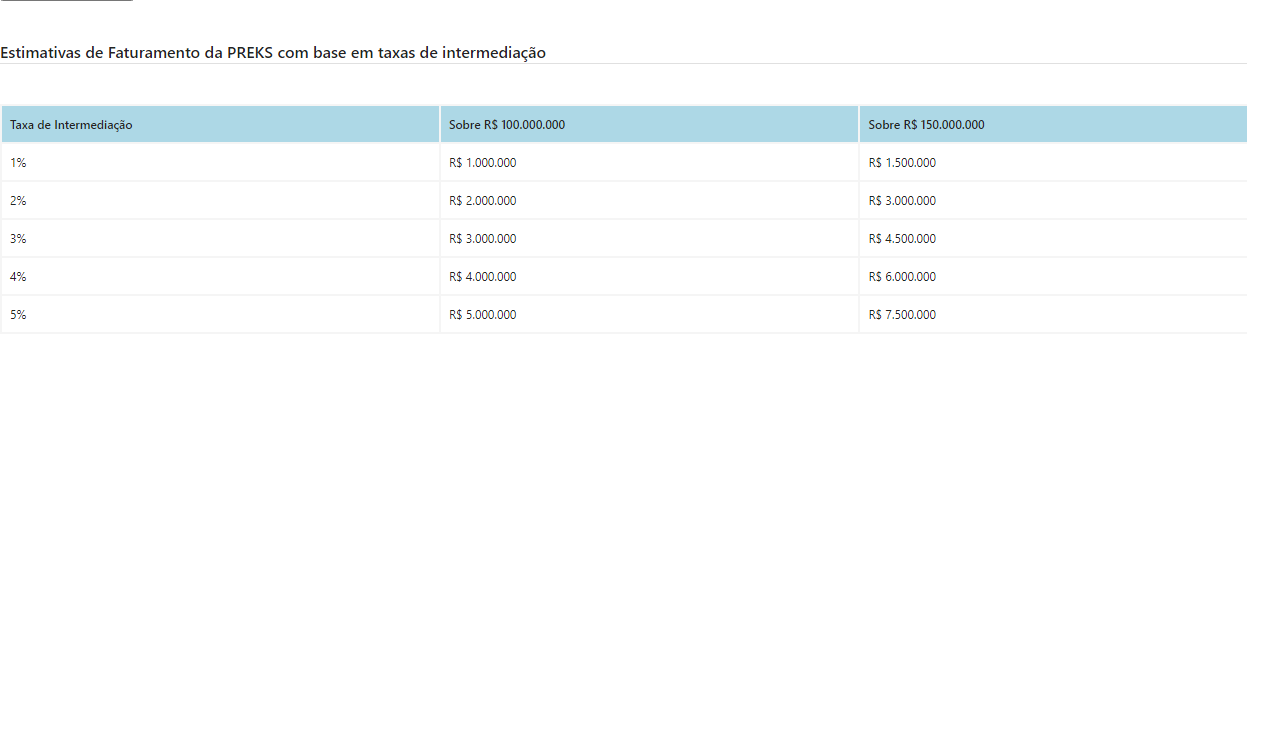 Estimativas de Faturamento da PREKS com base em taxas de intermediação
Taxa de Intermediação Sobre R$ 100.000.000 Sobre R$ 150.000.000
1% R$ 1.000.000 R$ 1.500.000
2% R$ 2.000.000 R$ 3.000.000
3% R$ 3.000.000 R$ 4.500.000
4% R$ 4.000.000 R$ 6.000.000
5% R$ 5.000.000 R$ 7.500.000